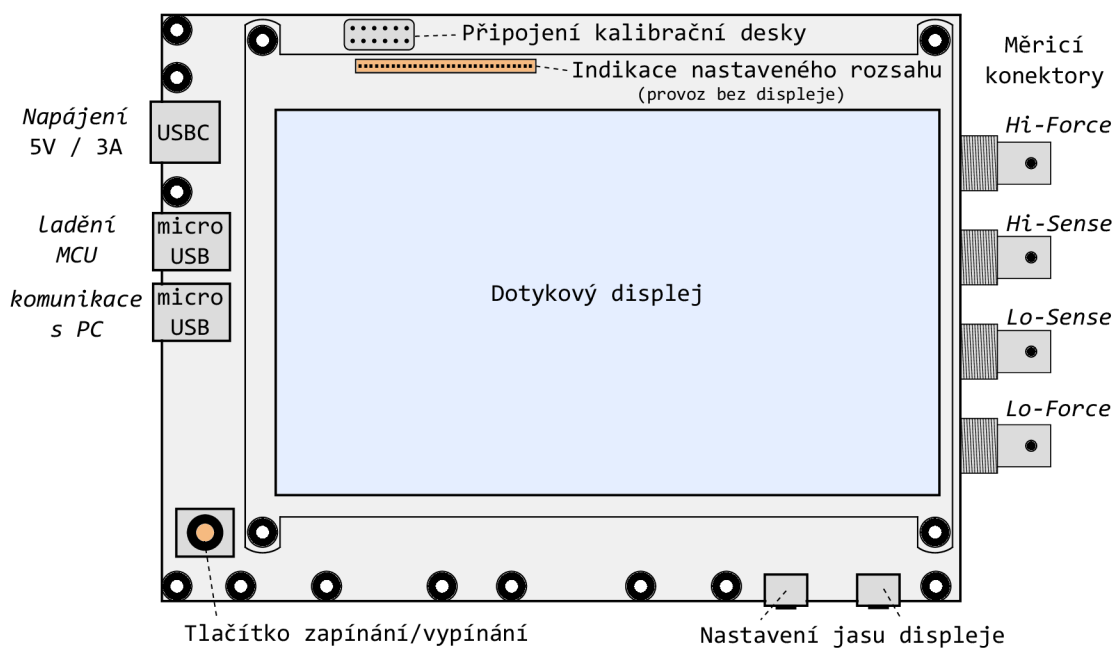 Připojení kalibrační desky
Indikace nastaveného rozsahu
(provoz bez displeje)
Měricí
konektory
Napájení
5V / 3A
USBC
Hi-Force
ladění
MCU
micro
USB
Hi-Sense
komunikace
s PC
micro
USB
Dotykový displej
Lo-Sense
Lo-Force
Tlačítko zapínání/vypínání
Nastavení jasu displeje